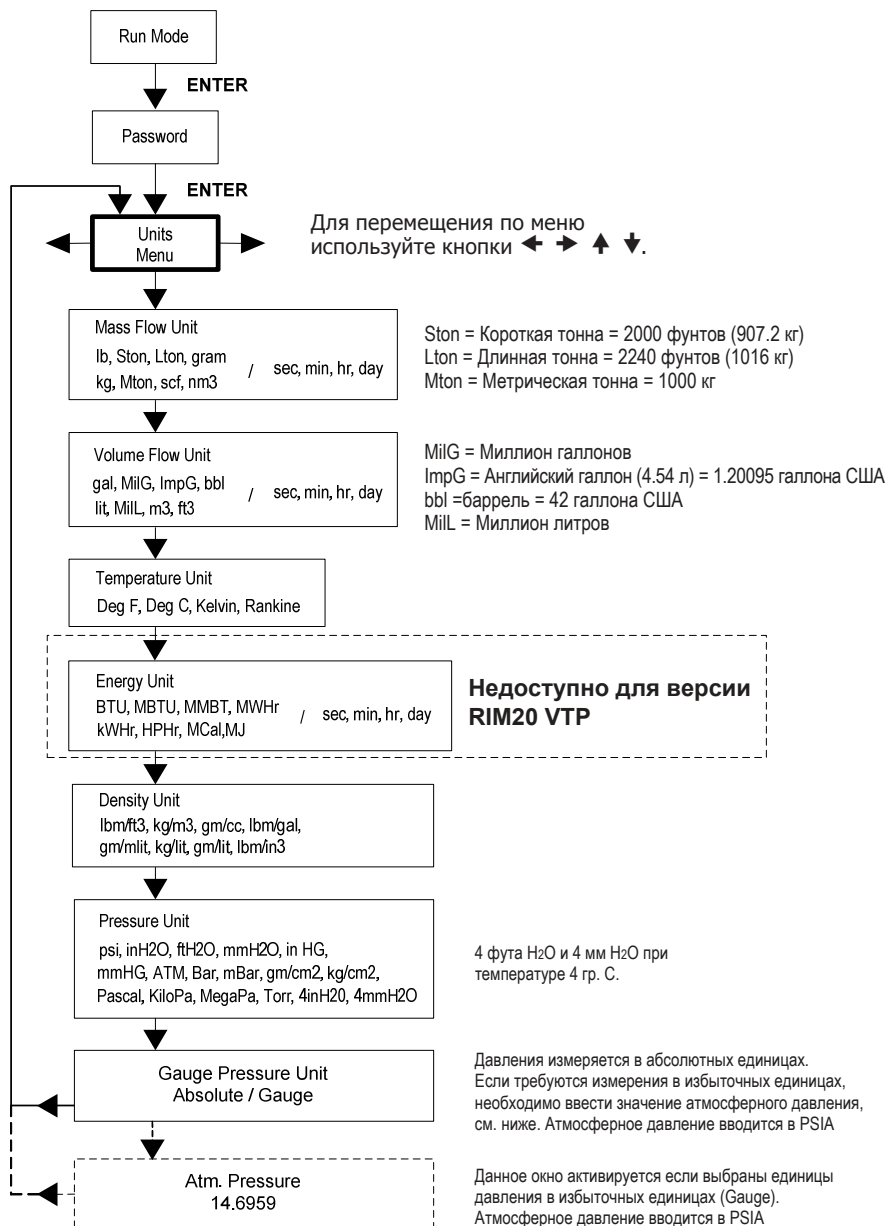 Run Mode
ENTER
Password
ENTER
Units
Menu
Для перемещения по меню
используйте кнопки ← → ↑ ↓.
Mass Flow Unit
lb, Ston, Lton, gram
kg, Mton, scf, nm3 / sec, min, hr, day
Ston = Короткая тонна = 2000 фунтов (907.2 кг)
Lton = Длинная тонна = 2240 фунтов (1016 кг)
Mton = Метрическая тонна = 1000 кг
Volume Flow Unit
gal, MilG, ImpG, bbl
lit, MilL, m3, ft3 / sec, min, hr, day
MilG = Миллион галлонов
ImpG = Английский галлон (4.54 л) = 1.20095 галлона США
bbl =баррель = 42 галлона США
MilL = Миллион литров
Temperature Unit
Deg F, Deg C, Kelvin, Rankine
Energy Unit
BTU, MBTU, MMBT, MWHr
kWHr, HPHr, MCal,MJ / sec, min, hr, day
Недоступно для версии
RIM20 VTP
Density Unit
lbm/ft3, kg/m3, gm/cc, lbm/gal,
gm/mlit, kg/lit, gm/lit, lbm/in3
Pressure Unit
psi, inH2O, ftH2O, mmH2O, in HG,
mmHG, ATM, Bar, mBar, gm/cm2, kg/cm2,
Pascal, KiloPa, MegaPa, Torr, 4inH20, 4mmH2O
4 фута H2O и 4 мм H2O при
температуре 4 гр. С.
Gauge Pressure Unit
Absolute / Gauge
Давления измеряется в абсолютных единицах.
Если требуются измерения в избыточных единицах,
необходимо ввести значение атмосферного давления,
см. ниже. Атмосферное давление вводится в PSIA
Atm. Pressure
14.6959
Данное окно активируется если выбраны единицы
давления в избыточных единицах (Gauge).
Атмосферное давление вводится в PSIA